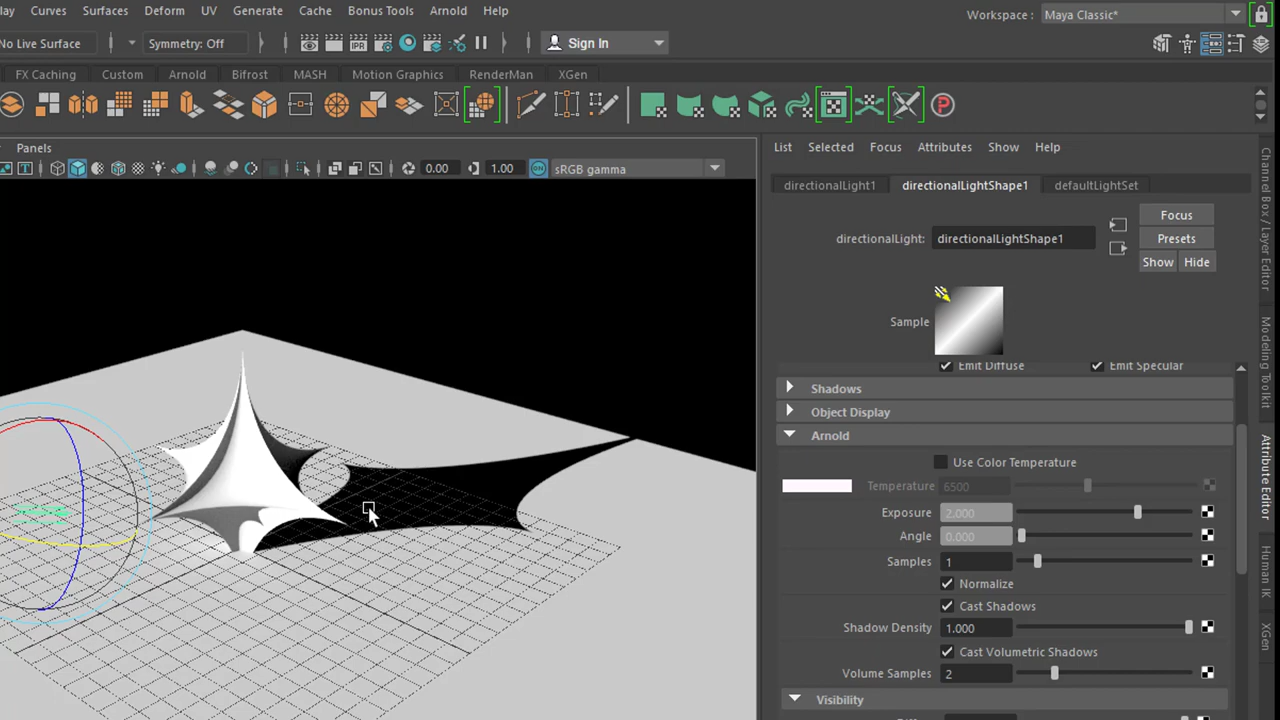 lay Curves Surfaces Deform UV Generate Cache Bonus Tools Arnold Help
Workspace : Maya Classic*
No Live Surface Symmetry: Off IPR Sign In
FX Caching Custom Arnold Bifrost MASH Motion Graphics RenderMan XGen
P
Panels
List Selected Focus Attributes Show Help
T 0.00 1.00 ON sRGB gamma
directionalLight1 directionalLightShape1 defaultLightSet
Focus
directionalLight: directionalLightShape1 Presets
Show Hide
Sample
Emit Diffuse Emit Specular
Shadows
Object Display
Arnold
Use Color Temperature
Temperature 6500
Exposure 2.000
Angle 0.000
Samples 1
Normalize
Cast Shadows
Shadow Density 1.000
Cast Volumetric Shadows
Volume Samples 2
Visibility
Channel Box / Layer Editor
Modeling Toolkit
Attribute Editor
Human IK
XGen